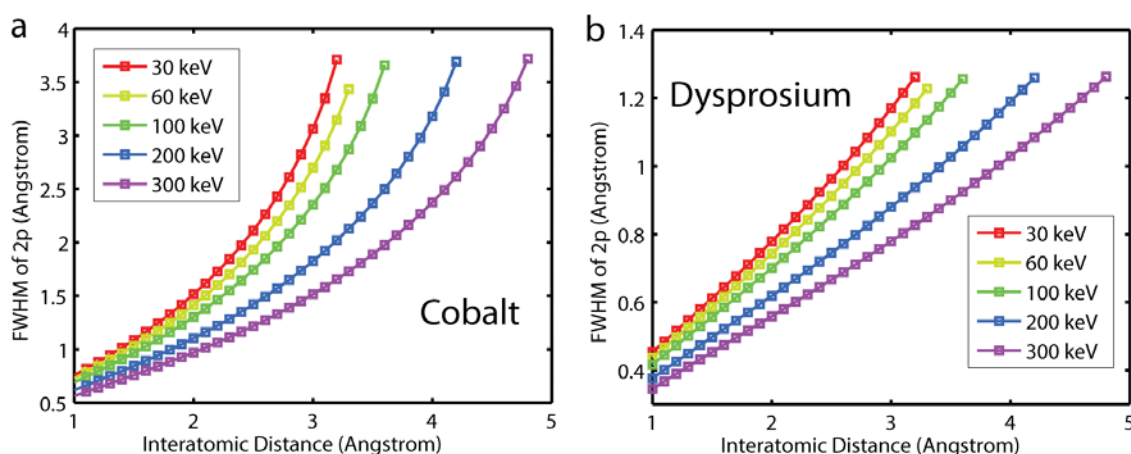 a
4
3.5
3
2.5
2
1.5
1
0.5
FWHM of 2p (Angstrom)
30 keV
60 keV
100 keV
200 keV
300 keV
Cobalt
1 2 3 4 5
Interatomic Distance (Angstrom)
b
1.4
1.2
1
0.8
0.6
0.4
FWHM of 2p (Angstrom)
Dysprosium
30 keV
60 keV
100 keV
200 keV
300 keV
1 2 3 4 5
Interatomic Distance (Angstrom)